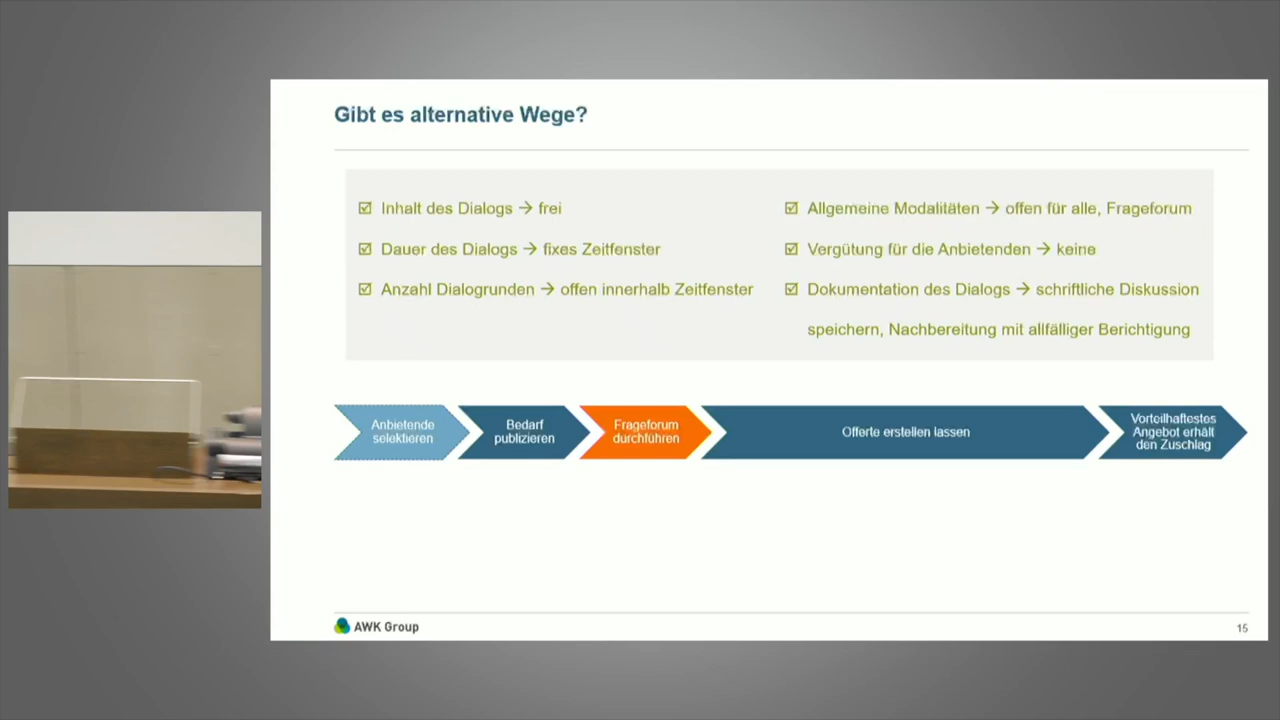 Gibt es alternative Wege?
Inhalt des Dialogs → frei
Dauer des Dialogs → fixes Zeitfenster
Anzahl Dialogrunden → offen innerhalb Zeitfenster
Allgemeine Modalitäten → offen für alle, Frageforum
Vergütung für die Anbietenden → keine
Dokumentation des Dialogs → schriftliche Diskussion
speichern, Nachbereitung mit allfälliger Berichtigung
Anbietende
selektieren
Bedarf
publizieren
Frageforum
durchführen
Offerte erstellen lassen
Vorteilhaftestes
Angebot erhält
den Zuschlag
AWK Group
15